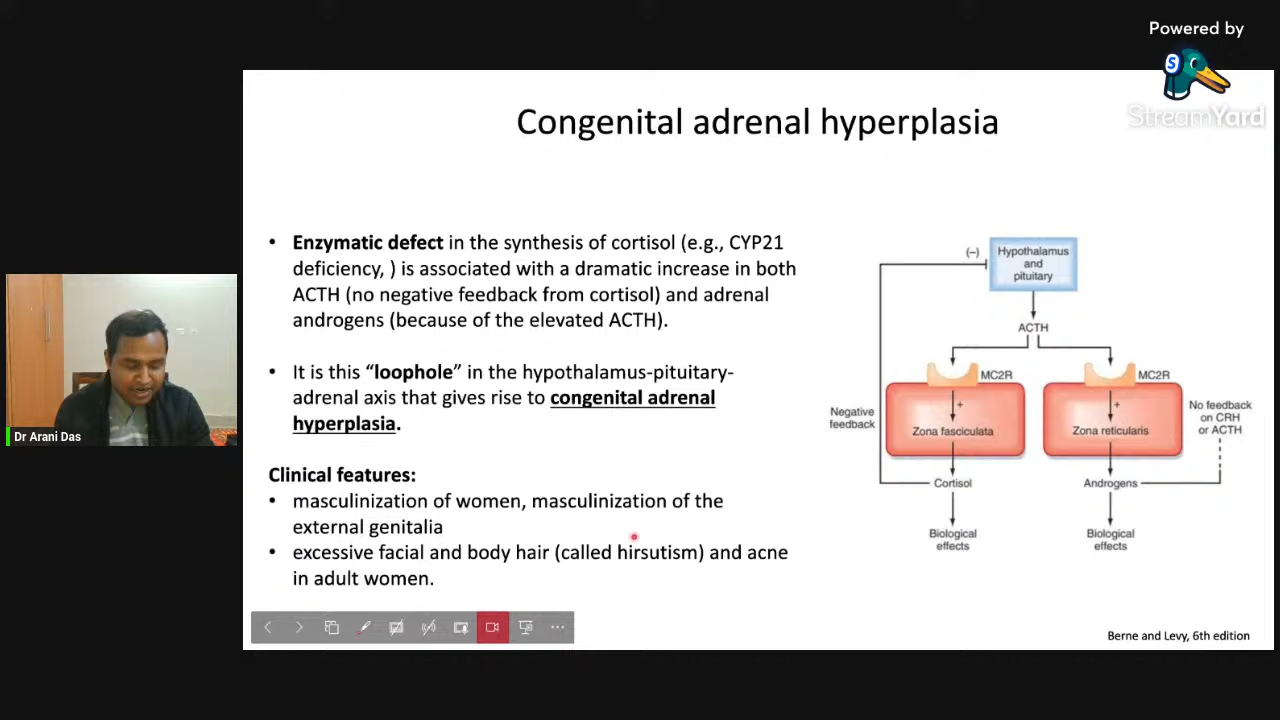 Powered by
S
StreamYard
Congenital adrenal hyperplasia
• Enzymatic defect in the synthesis of cortisol (e.g., CYP21
deficiency, ) is associated with a dramatic increase in both
ACTH (no negative feedback from cortisol) and adrenal
androgens (because of the elevated ACTH).
• It is this “loophole” in the hypothalamus-pituitary-
adrenal axis that gives rise to congenital adrenal
hyperplasia.
Clinical features:
• masculinization of women, masculinization of the
external genitalia
• excessive facial and body hair (called hirsutism) and acne
in adult women.
(–)
Hypothalamus
and
pituitary
ACTH
MC2R
MC2R
+
+
Negative
feedback
Zona fasciculata
Zona reticularis
No feedback
on CRH
or ACTH
Cortisol
Androgens
Biological
effects
Biological
effects
Berne and Levy, 6th edition
Dr Arani Das